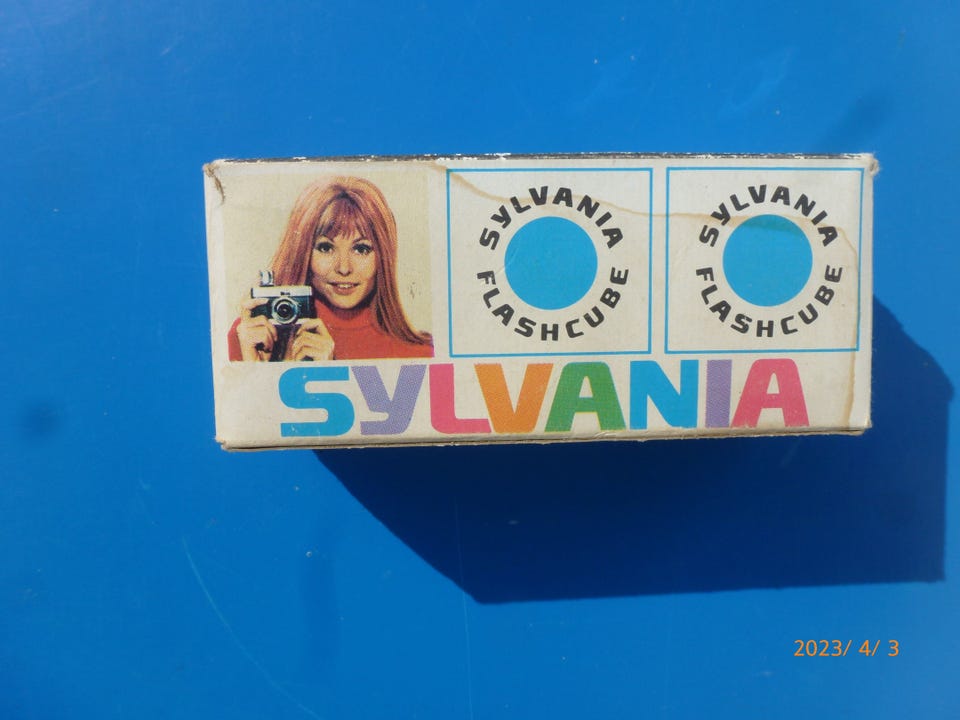 SYLVANIA
FLASHCUBE
SYLVANIA
FLASHCUBE
SYLVANIA
2023/ 4/ 3